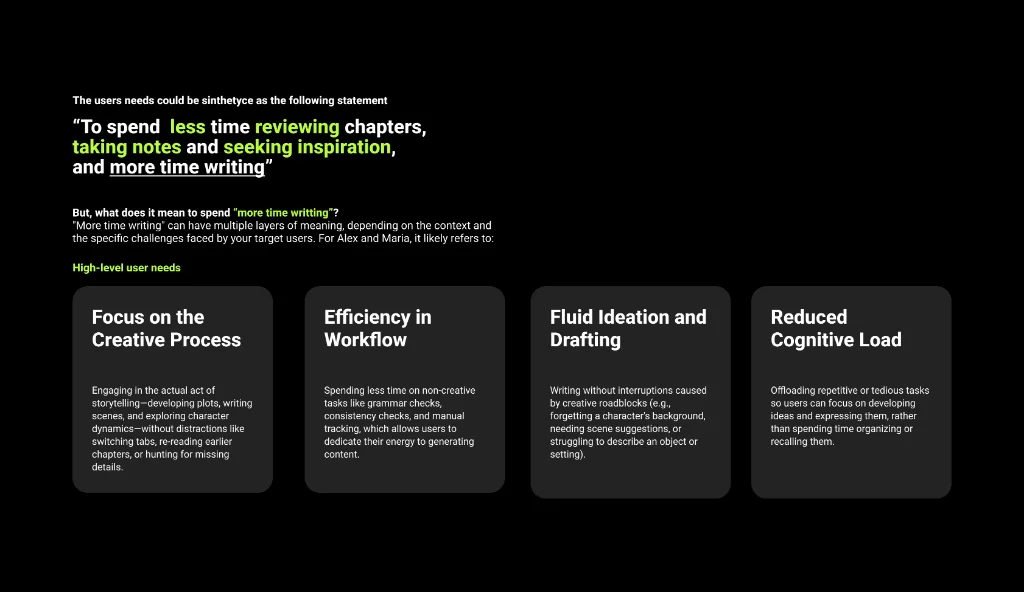 The users needs could be sinthetyce as the following statement
“To spend less time reviewing chapters,
taking notes and seeking inspiration,
and more time writing”
But, what does it mean to spend “more time writting”?
"More time writing" can have multiple layers of meaning, depending on the context and
the specific challenges faced by your target users. For Alex and Maria, it likely refers to:
High-level user needs
Focus on the
Creative Process
Engaging in the actual act of
storytelling—developing plots, writing
scenes, and exploring character
dynamics—without distractions like
switching tabs, re-reading earlier
chapters, or hunting for missing
details.
Efficiency in
Workflow
Spending less time on non-creative
tasks like grammar checks,
consistency checks, and manual
tracking, which allows users to
dedicate their energy to generating
content.
Fluid Ideation and
Drafting
Writing without interruptions caused
by creative roadblocks (e.g.,
forgetting a character's background,
needing scene suggestions, or
struggling to describe an object or
setting).
Reduced
Cognitive Load
Offloading repetitive or tedious tasks
so users can focus on developing
ideas and expressing them, rather
than spending time organizing or
recalling them.